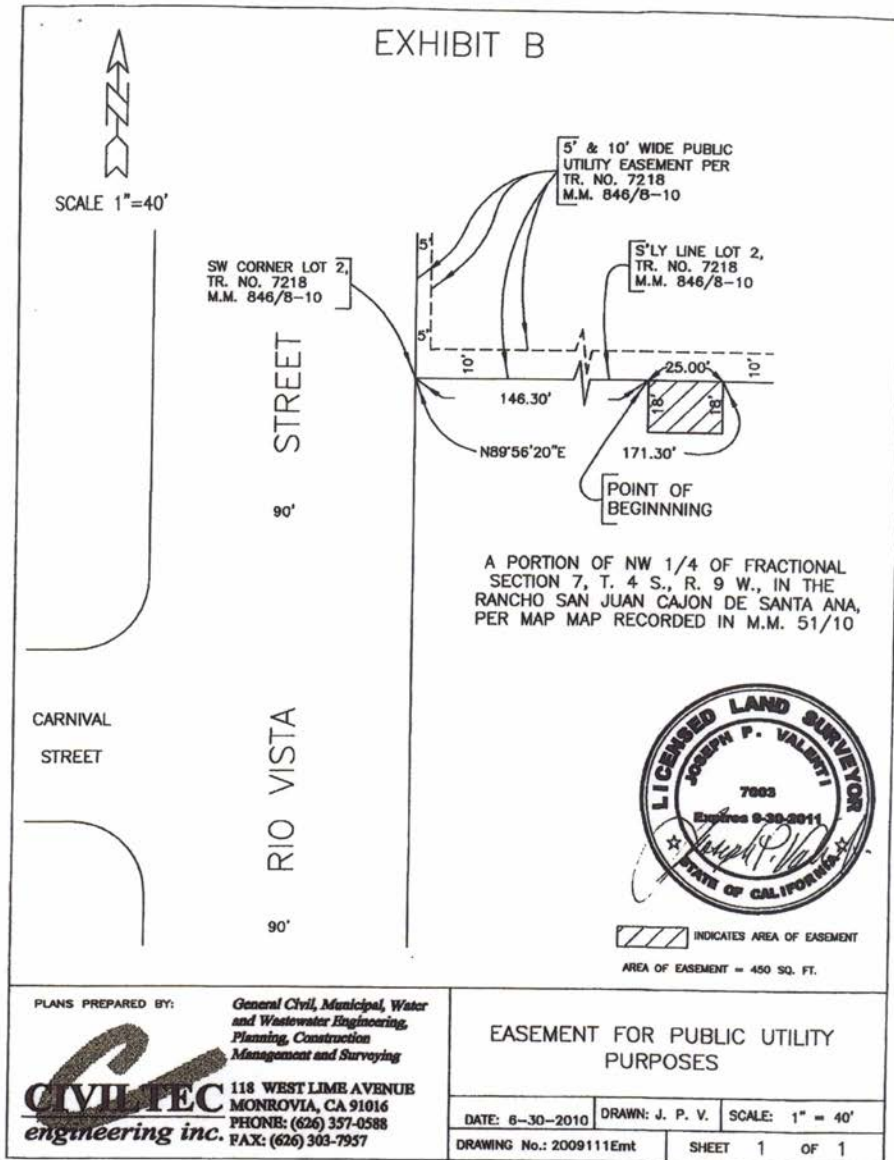 EXHIBIT B
N
SCALE 1"=40'
5' & 10' WIDE PUBLIC
UTILITY EASEMENT PER
TR. NO. 7218
M.M. 846/8-10
SW CORNER LOT 2,
TR. NO. 7218
M.M. 846/8-10
S'LY LINE LOT 2,
TR. NO. 7218
M.M. 846/8-10
5'
5'
10'
25.00'
10'
146.30'
18'
18'
N89°56'20"E
171.30'
POINT OF
BEGINNNING
RIO VISTA STREET
90'
90'
A PORTION OF NW 1/4 OF FRACTIONAL
SECTION 7, T. 4 S., R. 9 W., IN THE
RANCHO SAN JUAN CAJON DE SANTA ANA,
PER MAP MAP RECORDED IN M.M. 51/10
CARNIVAL
STREET
LICENSED LAND SURVEYOR
JOSEPH P. VALENTI
7003
Expires 9-30-2011
STATE OF CALIFORNIA
INDICATES AREA OF EASEMENT
AREA OF EASEMENT = 450 SQ. FT.
PLANS PREPARED BY:
CIVILTEC
engineering inc.
General Civil, Municipal, Water
and Wastewater Engineering,
Planning, Construction
Management and Surveying
118 WEST LIME AVENUE
MONROVIA, CA 91016
PHONE: (626) 357-0588
FAX: (626) 303-7957
EASEMENT FOR PUBLIC UTILITY
PURPOSES
DATE: 6-30-2010
DRAWN: J. P. V.
SCALE: 1" = 40'
DRAWING No.: 2009111Emt
SHEET 1 OF 1